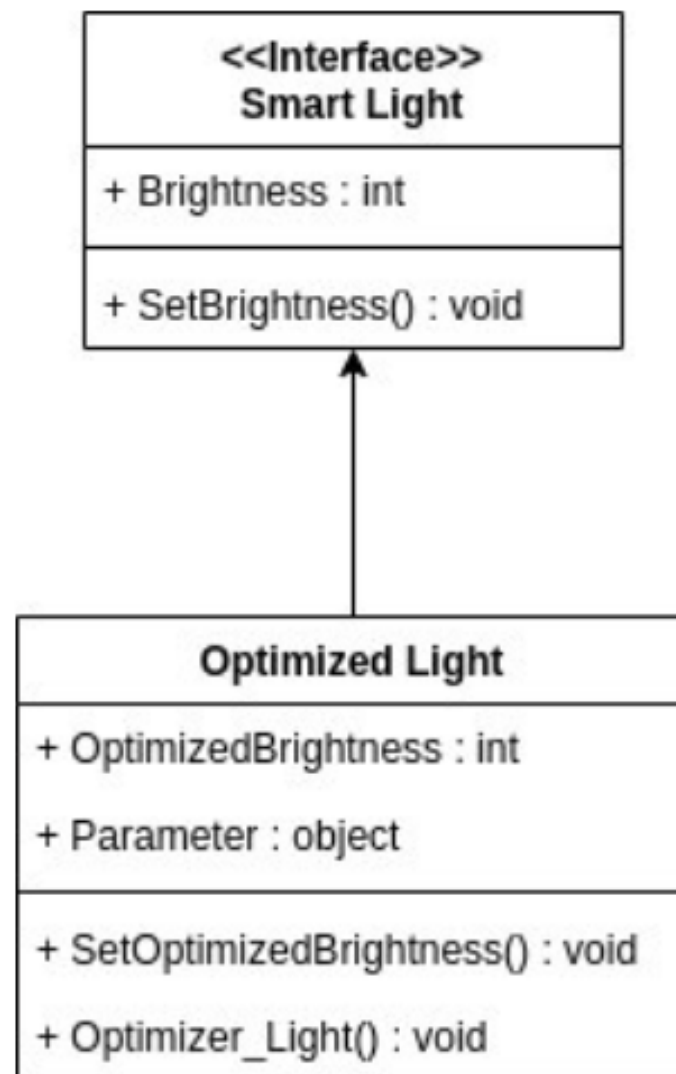 <<Interface>>
Smart Light
+ Brightness : int
+ SetBrightness() : void
Optimized Light
+ OptimizedBrightness : int
+ Parameter : object
+ SetOptimizedBrightness() : void
+ Optimizer_Light() : void